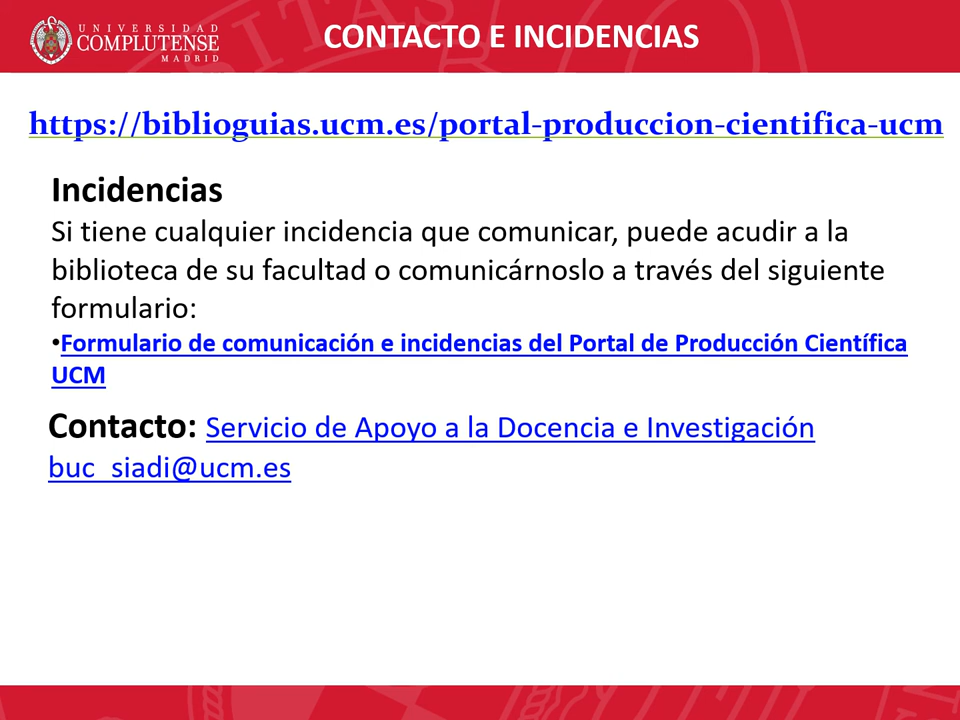 UNIVERSIDAD
COMPLUTENSE
MADRID
CONTACTO E INCIDENCIAS
https://biblioguias.ucm.es/portal-produccion-cientifica-ucm
Incidencias
Si tiene cualquier incidencia que comunicar, puede acudir a la
biblioteca de su facultad o comunicárnoslo a través del siguiente
formulario:
•Formulario de comunicación e incidencias del Portal de Producción Científica
UCM
Contacto: Servicio de Apoyo a la Docencia e Investigación
buc_siadi@ucm.es